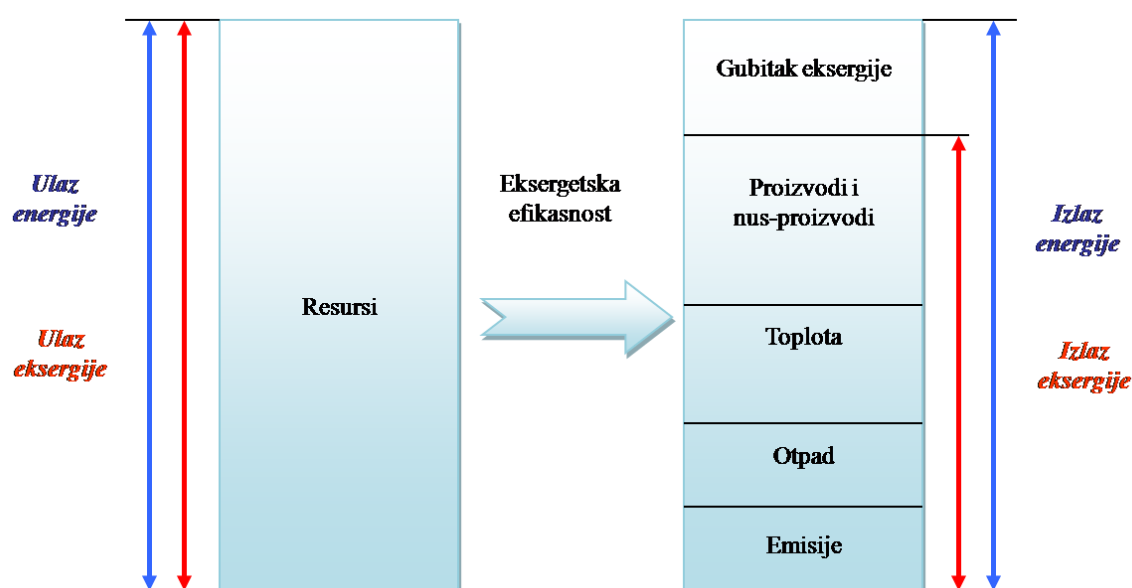 Ulaz
energije
Ulaz
eksergije
Resursi
Eksergetska
efikasnost
Gubitak eksergije
Proizvodi i
nus-proizvodi
Toplota
Otpad
Emisije
Izlaz
energije
Izlaz
eksergije